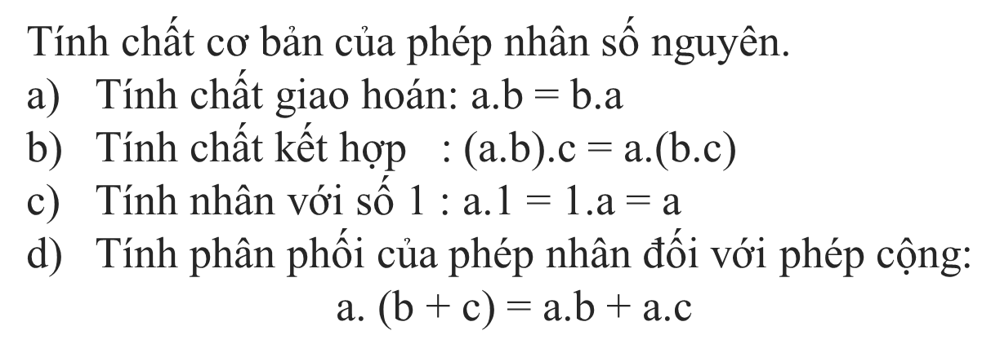 Tính chất cơ bản của phép nhân số nguyên.
a) Tính chất giao hoán: a.b = b.a
b) Tính chất kết hợp : (a.b).c = a.(b.c)
c) Tính nhân với số 1 : a.1 = 1.a = a
d) Tính phân phối của phép nhân đối với phép cộng:
a. (b + c) = a.b + a.c